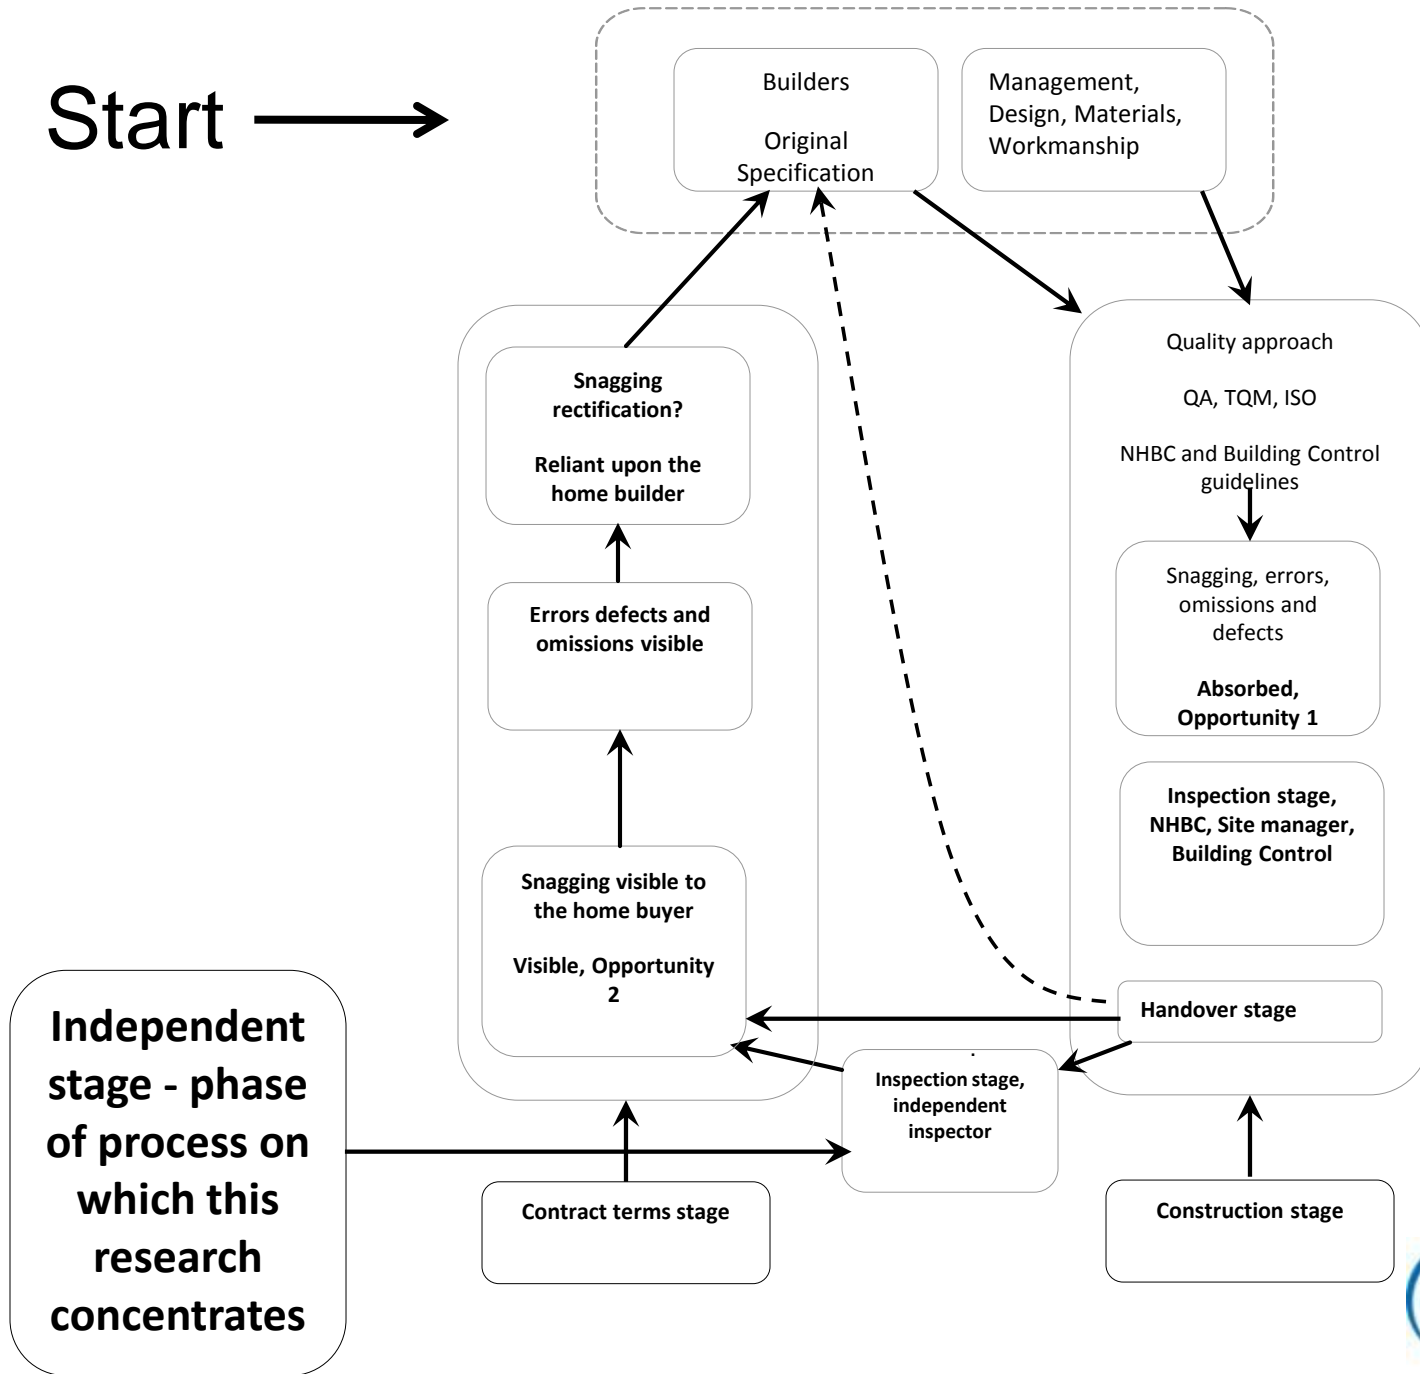 Start
Builders
Original
Specification
Management,
Design, Materials,
Workmanship
Quality approach
QA, TQM, ISO
NHBC and Building Control
guidelines
Snagging, errors,
omissions and
defects
Absorbed,
Opportunity 1
Inspection stage,
NHBC, Site manager,
Building Control
Handover stage
Construction stage
.
Inspection stage,
independent
inspector
Snagging
rectification?
Reliant upon the
home builder
Errors defects and
omissions visible
Snagging visible to
the home buyer
Visible, Opportunity
2
Contract terms stage
Independent
stage - phase
of process on
which this
research
concentrates